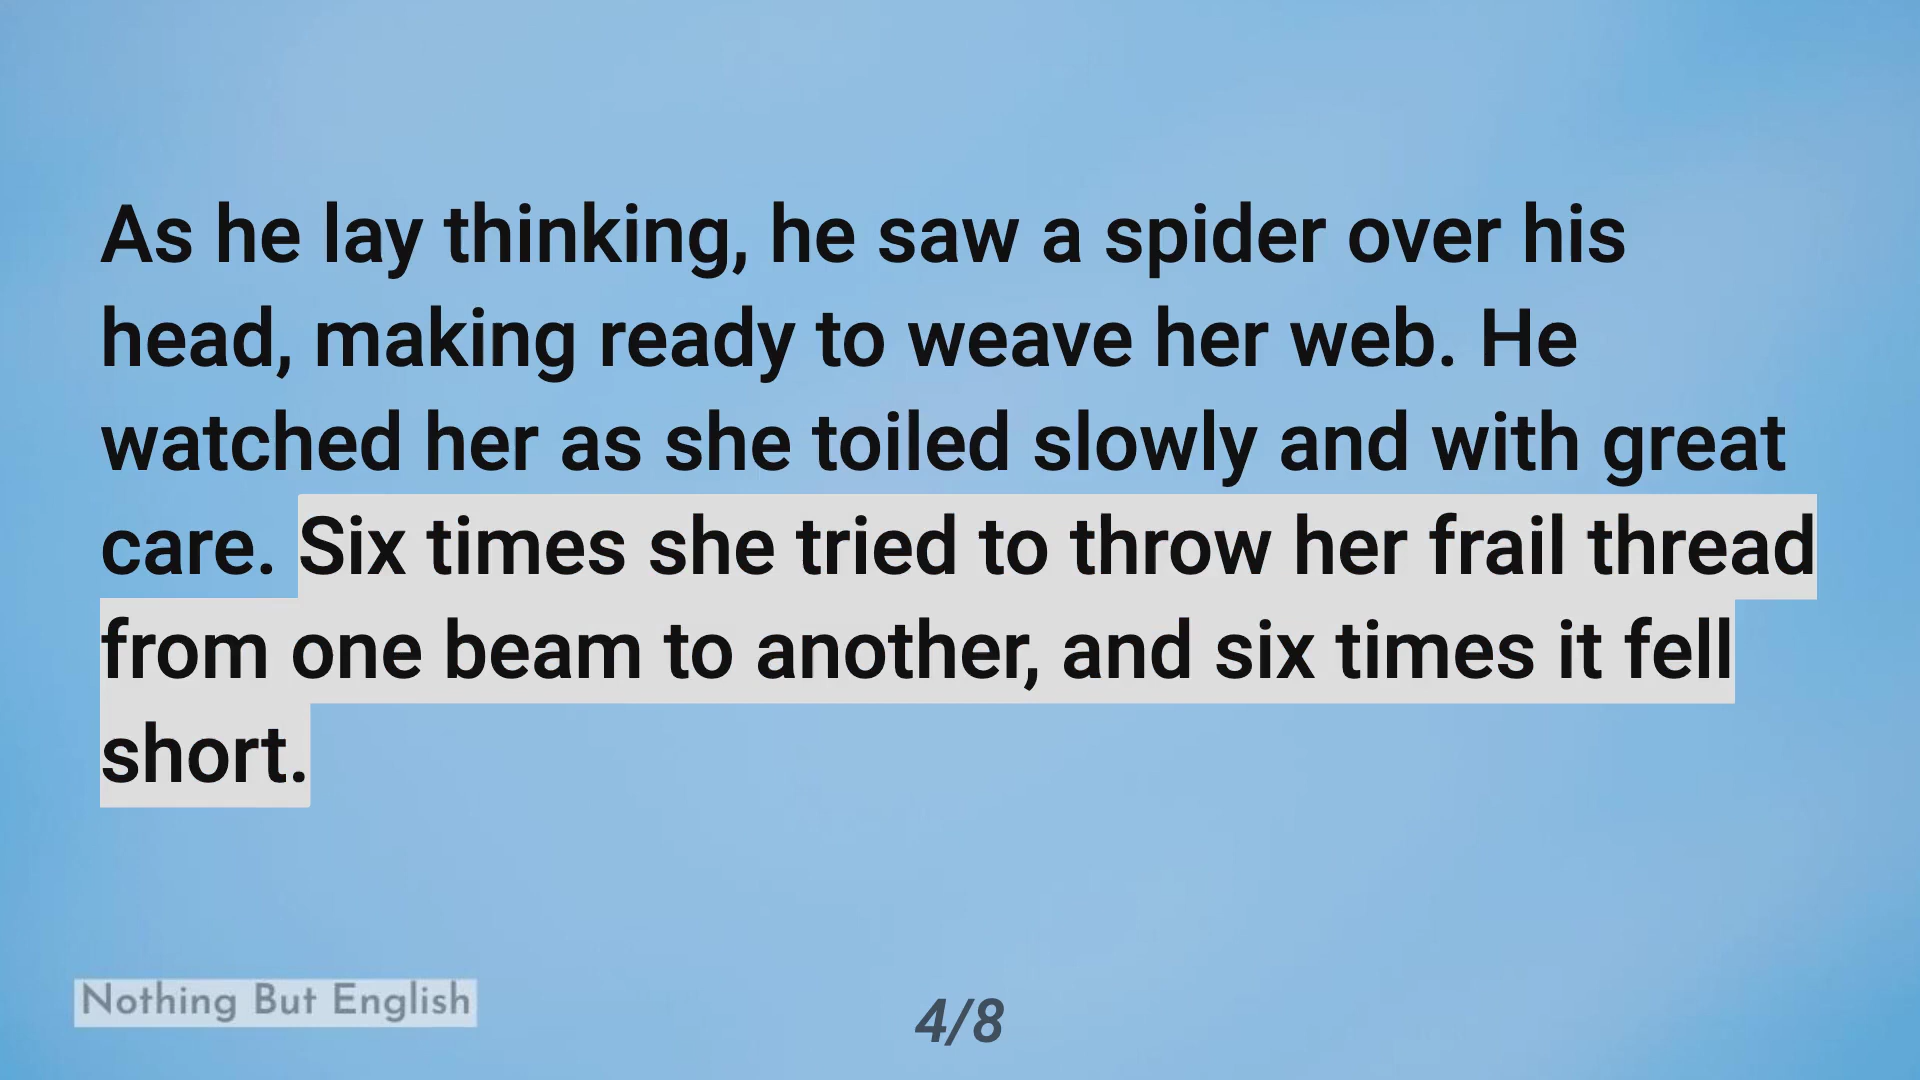 As he lay thinking, he saw a spider over his
head, making ready to weave her web. He
watched her as she toiled slowly and with great
care. Six times she tried to throw her frail thread
from one beam to another, and six times it fell
short.
Nothing But English
4/8